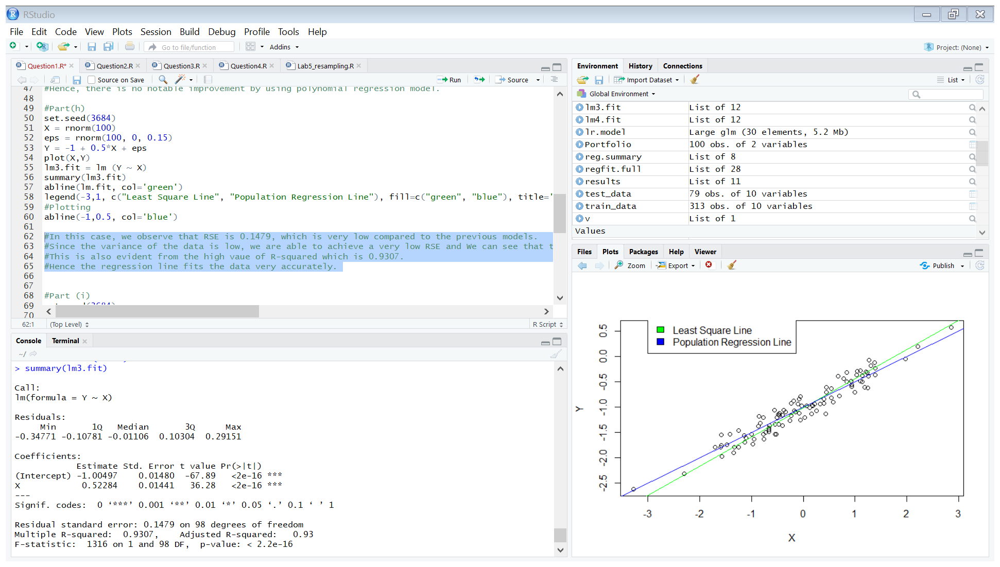 RStudio
File Edit Code View Plots Session Build Debug Profile Tools Help
Go to file/function Addins Project: (None)
Question1.R* Question2.R Question3.R Question4.R Lab5_resampling.R
Source on Save Run Source
47 #Hence, there is no notable improvement by using polynomial regression model.
48
49 #Part(h)
50 set.seed(3684)
51 X = rnorm(100)
52 eps = rnorm(100, 0, 0.15)
53 Y = -1 + 0.5*X + eps
54 plot(X,Y)
55 lm3.fit = lm (Y ~ X)
56 summary(lm3.fit)
57 abline(lm.fit, col='green')
58 legend(-3,1, c("Least Square Line", "Population Regression Line"), fill=c("green", "blue"), title='
59 #Plotting
60 abline(-1,0.5, col='blue')
61
62 #In this case, we observe that RSE is 0.1479, which is very low compared to the previous models.
63 #Since the variance of the data is low, we are able to achieve a very low RSE and We can see that t
64 #This is also evident from the high vaue of R-squared which is 0.9307.
65 #Hence the regression line fits the data very accurately.
66
67
68 #Part (i)
69
70
62:1 (Top Level) R Script
Console Terminal
~/
> summary(lm3.fit)
Call:
lm(formula = Y ~ X)
Residuals:
Min 1Q Median 3Q Max
-0.34771 -0.10781 -0.01106 0.10304 0.29151
Coefficients:
Estimate Std. Error t value Pr(>|t|)
(Intercept) -1.00497 0.01480 -67.89 <2e-16 ***
X 0.52284 0.01441 36.28 <2e-16 ***
---
Signif. codes: 0 ‘***’ 0.001 ‘**’ 0.01 ‘*’ 0.05 ‘.’ 0.1 ‘ ’ 1
Residual standard error: 0.1479 on 98 degrees of freedom
Multiple R-squared: 0.9307, Adjusted R-squared: 0.93
F-statistic: 1316 on 1 and 98 DF, p-value: < 2.2e-16
Environment History Connections
Import Dataset List
Global Environment
lm3.fit List of 12
lm4.fit List of 12
lr.model Large glm (30 elements, 5.2 Mb)
Portfolio 100 obs. of 2 variables
reg.summary List of 8
regfit.full List of 28
results List of 11
test_data 79 obs. of 10 variables
train_data 313 obs. of 10 variables
v List of 1
Values
Files Plots Packages Help Viewer
Zoom Export Publish
Least Square Line
Population Regression Line
0.5
0.0
-0.5
-1.0
-1.5
-2.0
-2.5
Y
-3 -2 -1 0 1 2 3
X